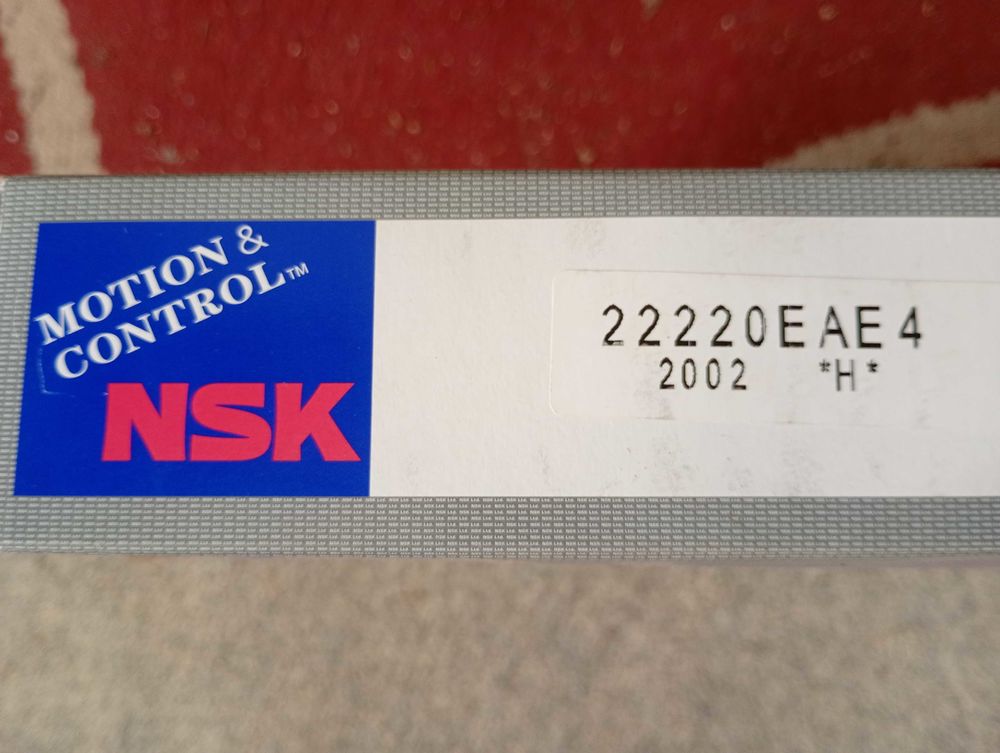 MOTION &
CONTROL™
NSK
22220EAE4
2002 *H*